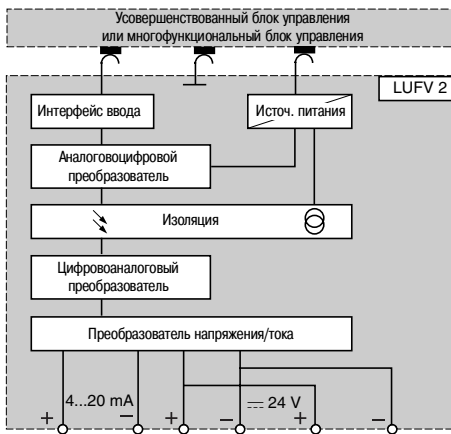 Усовершенствованный блок управления
или многофункциональный блок управления
LUFV 2
Интерфейс ввода
Источ. питания
Аналоговоцифровой
преобразователь
Изоляция
Цифровоаналоговый
преобразователь
Преобразователь напряжения/тока
4...20 mA
24 V
+ – + – + –